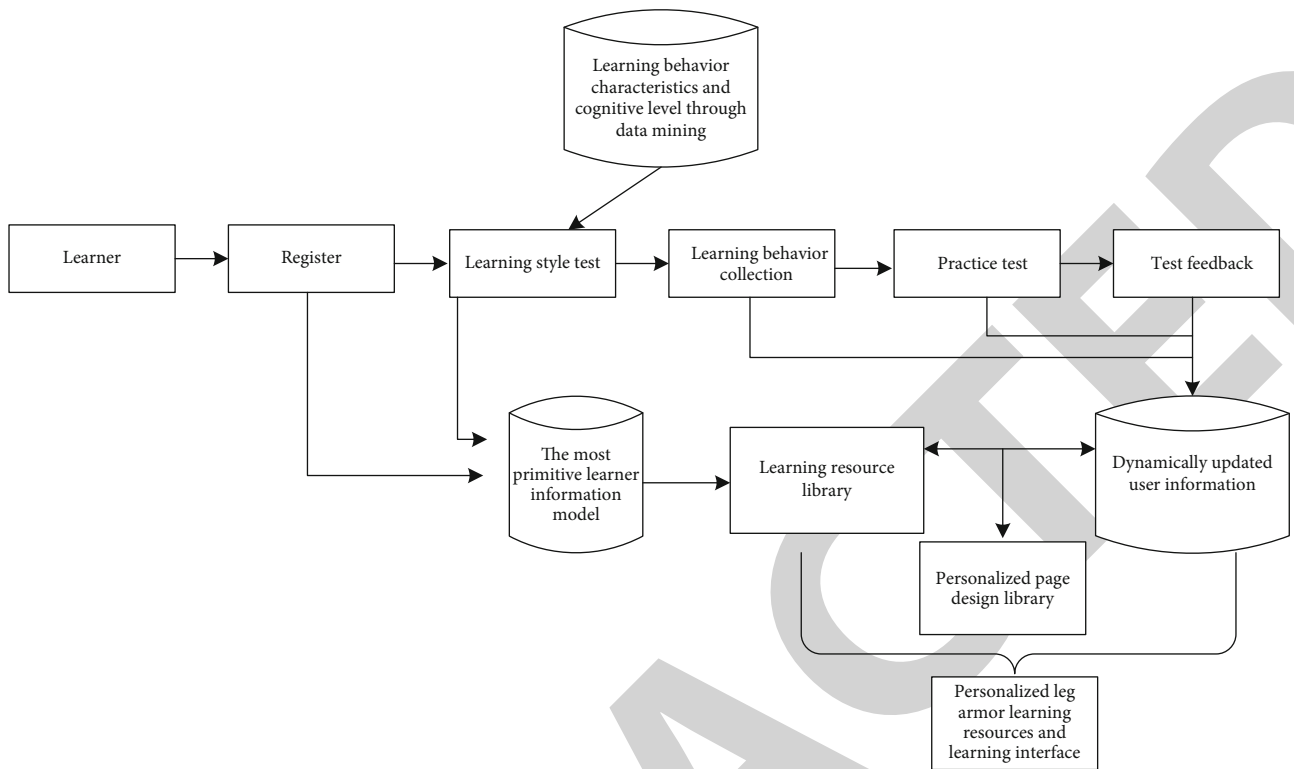 Learning behavior
characteristics and
cognitive level through
data mining
Learner
Register
Learning style test
Learning behavior
collection
Practice test
Test feedback
The most
primitive learner
information
model
Learning resource
library
Dynamically updated
user information
Personalized page
design library
Personalized leg
armor learning
resources and
learning interface
ACTED